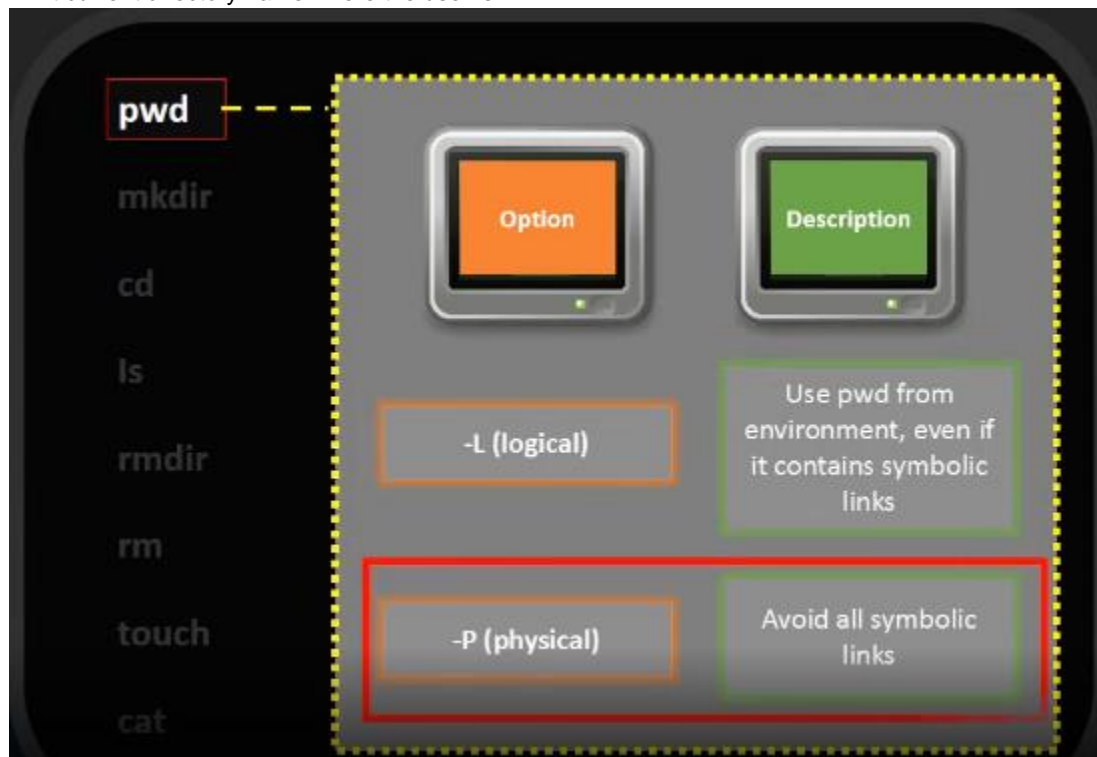 pwd
mkdir
cd
ls
rmdir
rm
touch
cat
Option
Description
-L (logical)
Use pwd from
environment, even if
it contains symbolic
links
-P (physical)
Avoid all symbolic
links